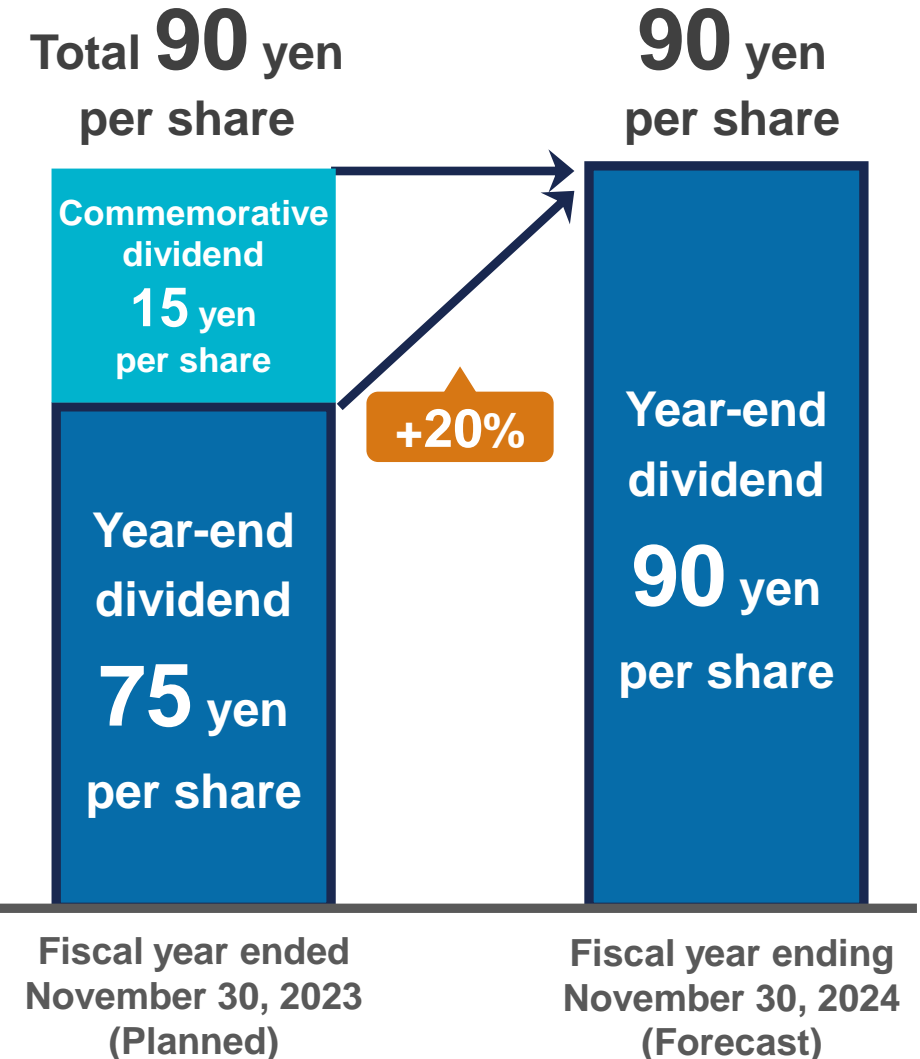 Total 90 yen
per share
90 yen
per share
Commemorative
dividend
15 yen
per share
+20%
Year-end
dividend
75 yen
per share
Year-end
dividend
90 yen
per share
Fiscal year ended
November 30, 2023
(Planned)
Fiscal year ending
November 30, 2024
(Forecast)